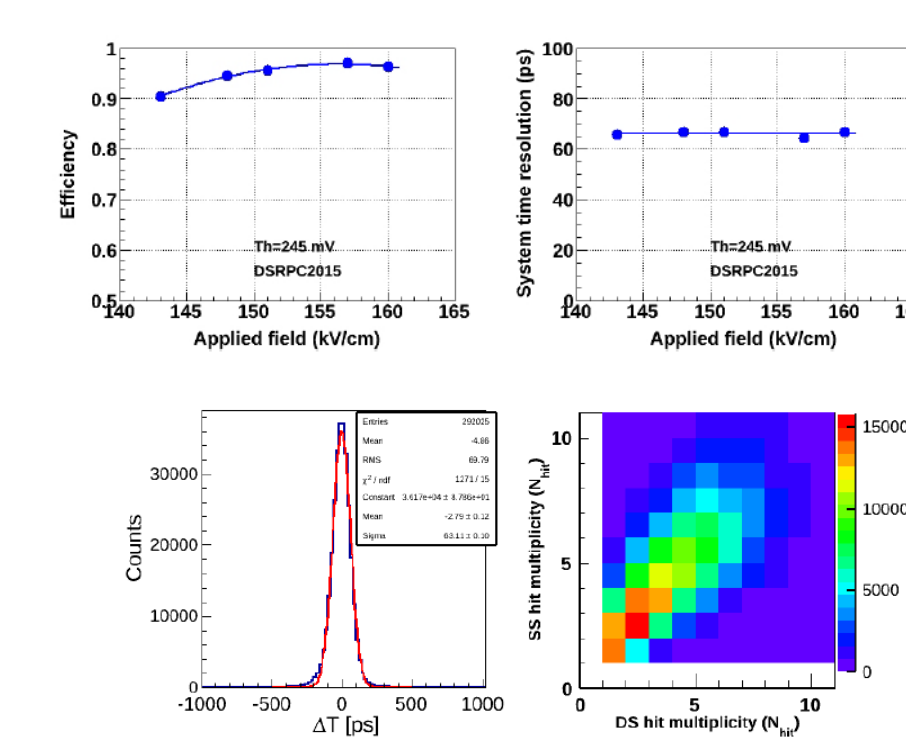 1
0.9
0.8
0.7
0.6
0.5
Efficiency
Th=245 mV
DSRPC2015
140 145 150 155 160 165
Applied field (kV/cm)
100
80
60
40
20
0
System time resolution (ps)
Th=245 mV
DSRPC2015
140 145 150 155 160
Applied field (kV/cm)
30000
20000
10000
0
Counts
Entries 292025
Mean -4.86
RMS 69.79
χ² / ndf 1271 / 15
Constant 3.617e+04 ± 8.786e+01
Mean -2.79 ± 0.12
Sigma 63.11 ± 0.10
-1000 -500 0 500 1000
ΔT [ps]
10
5
0
SS hit multiplicity (Nhit)
0 5 10
DS hit multiplicity (Nhit)
15000
10000
5000
0